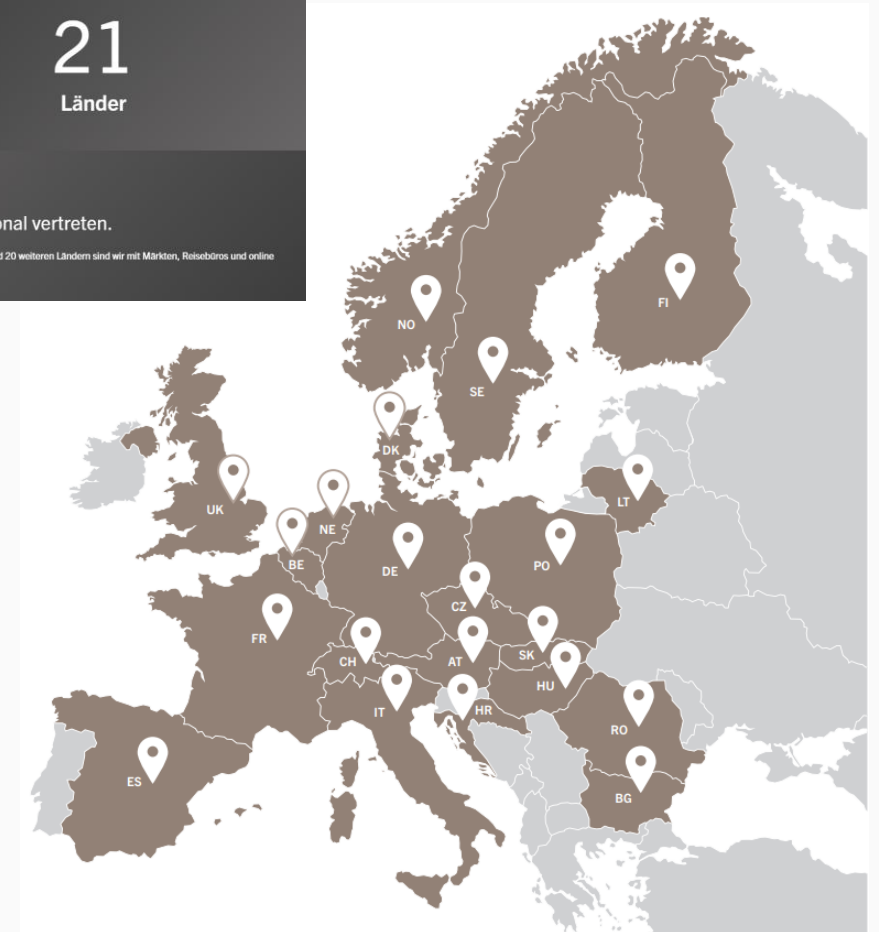 21
Länder
onal vertreten.
d 20 weiteren Ländern sind wir mit Märkten, Reisebüros und online
FI
NO
SE
DK
LT
UK
NE
BE
DE
PO
CZ
FR
CH
AT
SK
HU
IT
HR
RO
ES
BG